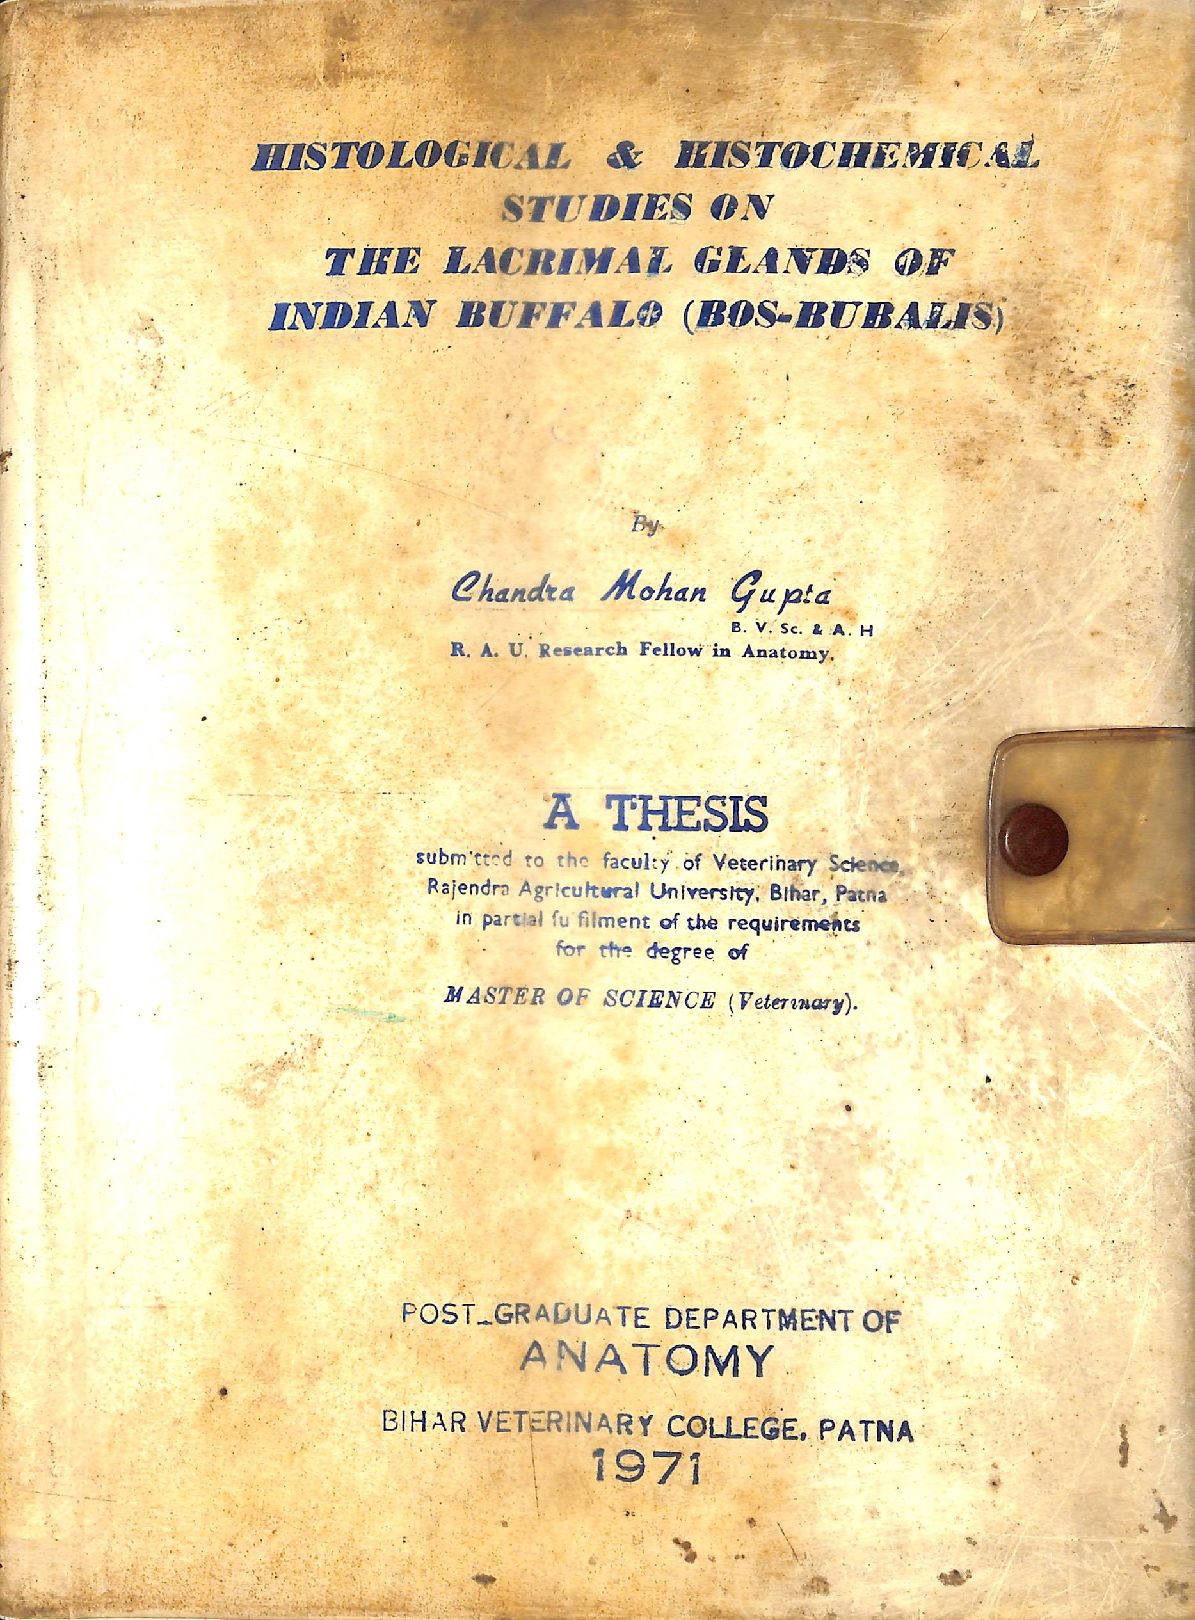 HISTOLOGICAL & HISTOCHEMICAL
STUDIES ON
THE LACRIMAL GLANDS OF
INDIAN BUFFALO (BOS-BUBALIS)
By
Chandra Mohan Gupta
B. V. Sc. & A. H
R. A. U. Research Fellow in Anatomy.
A THESIS
submitted to the faculty of Veterinary Science,
Rajendra Agricultural University, Bihar, Patna
in partial fulfilment of the requirements
for the degree of
MASTER OF SCIENCE (Veterinary).
POST_GRADUATE DEPARTMENT OF
ANATOMY
BIHAR VETERINARY COLLEGE, PATNA
1971